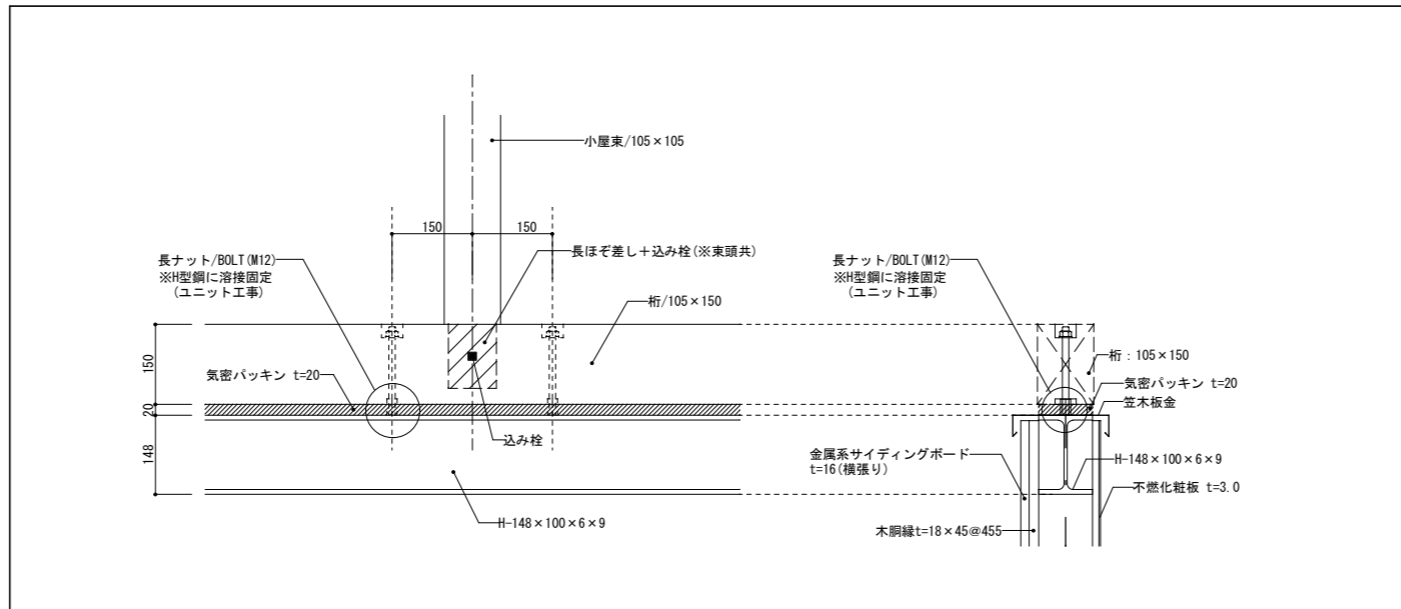 小屋束/105×105
150
150
長ほぞ差し＋込み栓(※束頭共)
長ナット/BOLT(M12)
※H型鋼に溶接固定
(ユニット工事)
長ナット/BOLT(M12)
※H型鋼に溶接固定
(ユニット工事)
桁/105×150
150
気密パッキン t=20
桁：105×150
気密パッキン t=20
笠木板金
20
込み栓
148
金属系サイディングボード
t=16(横張り)
H-148×100×6×9
不燃化粧板 t=3.0
H-148×100×6×9
木胴縁t=18×45@455